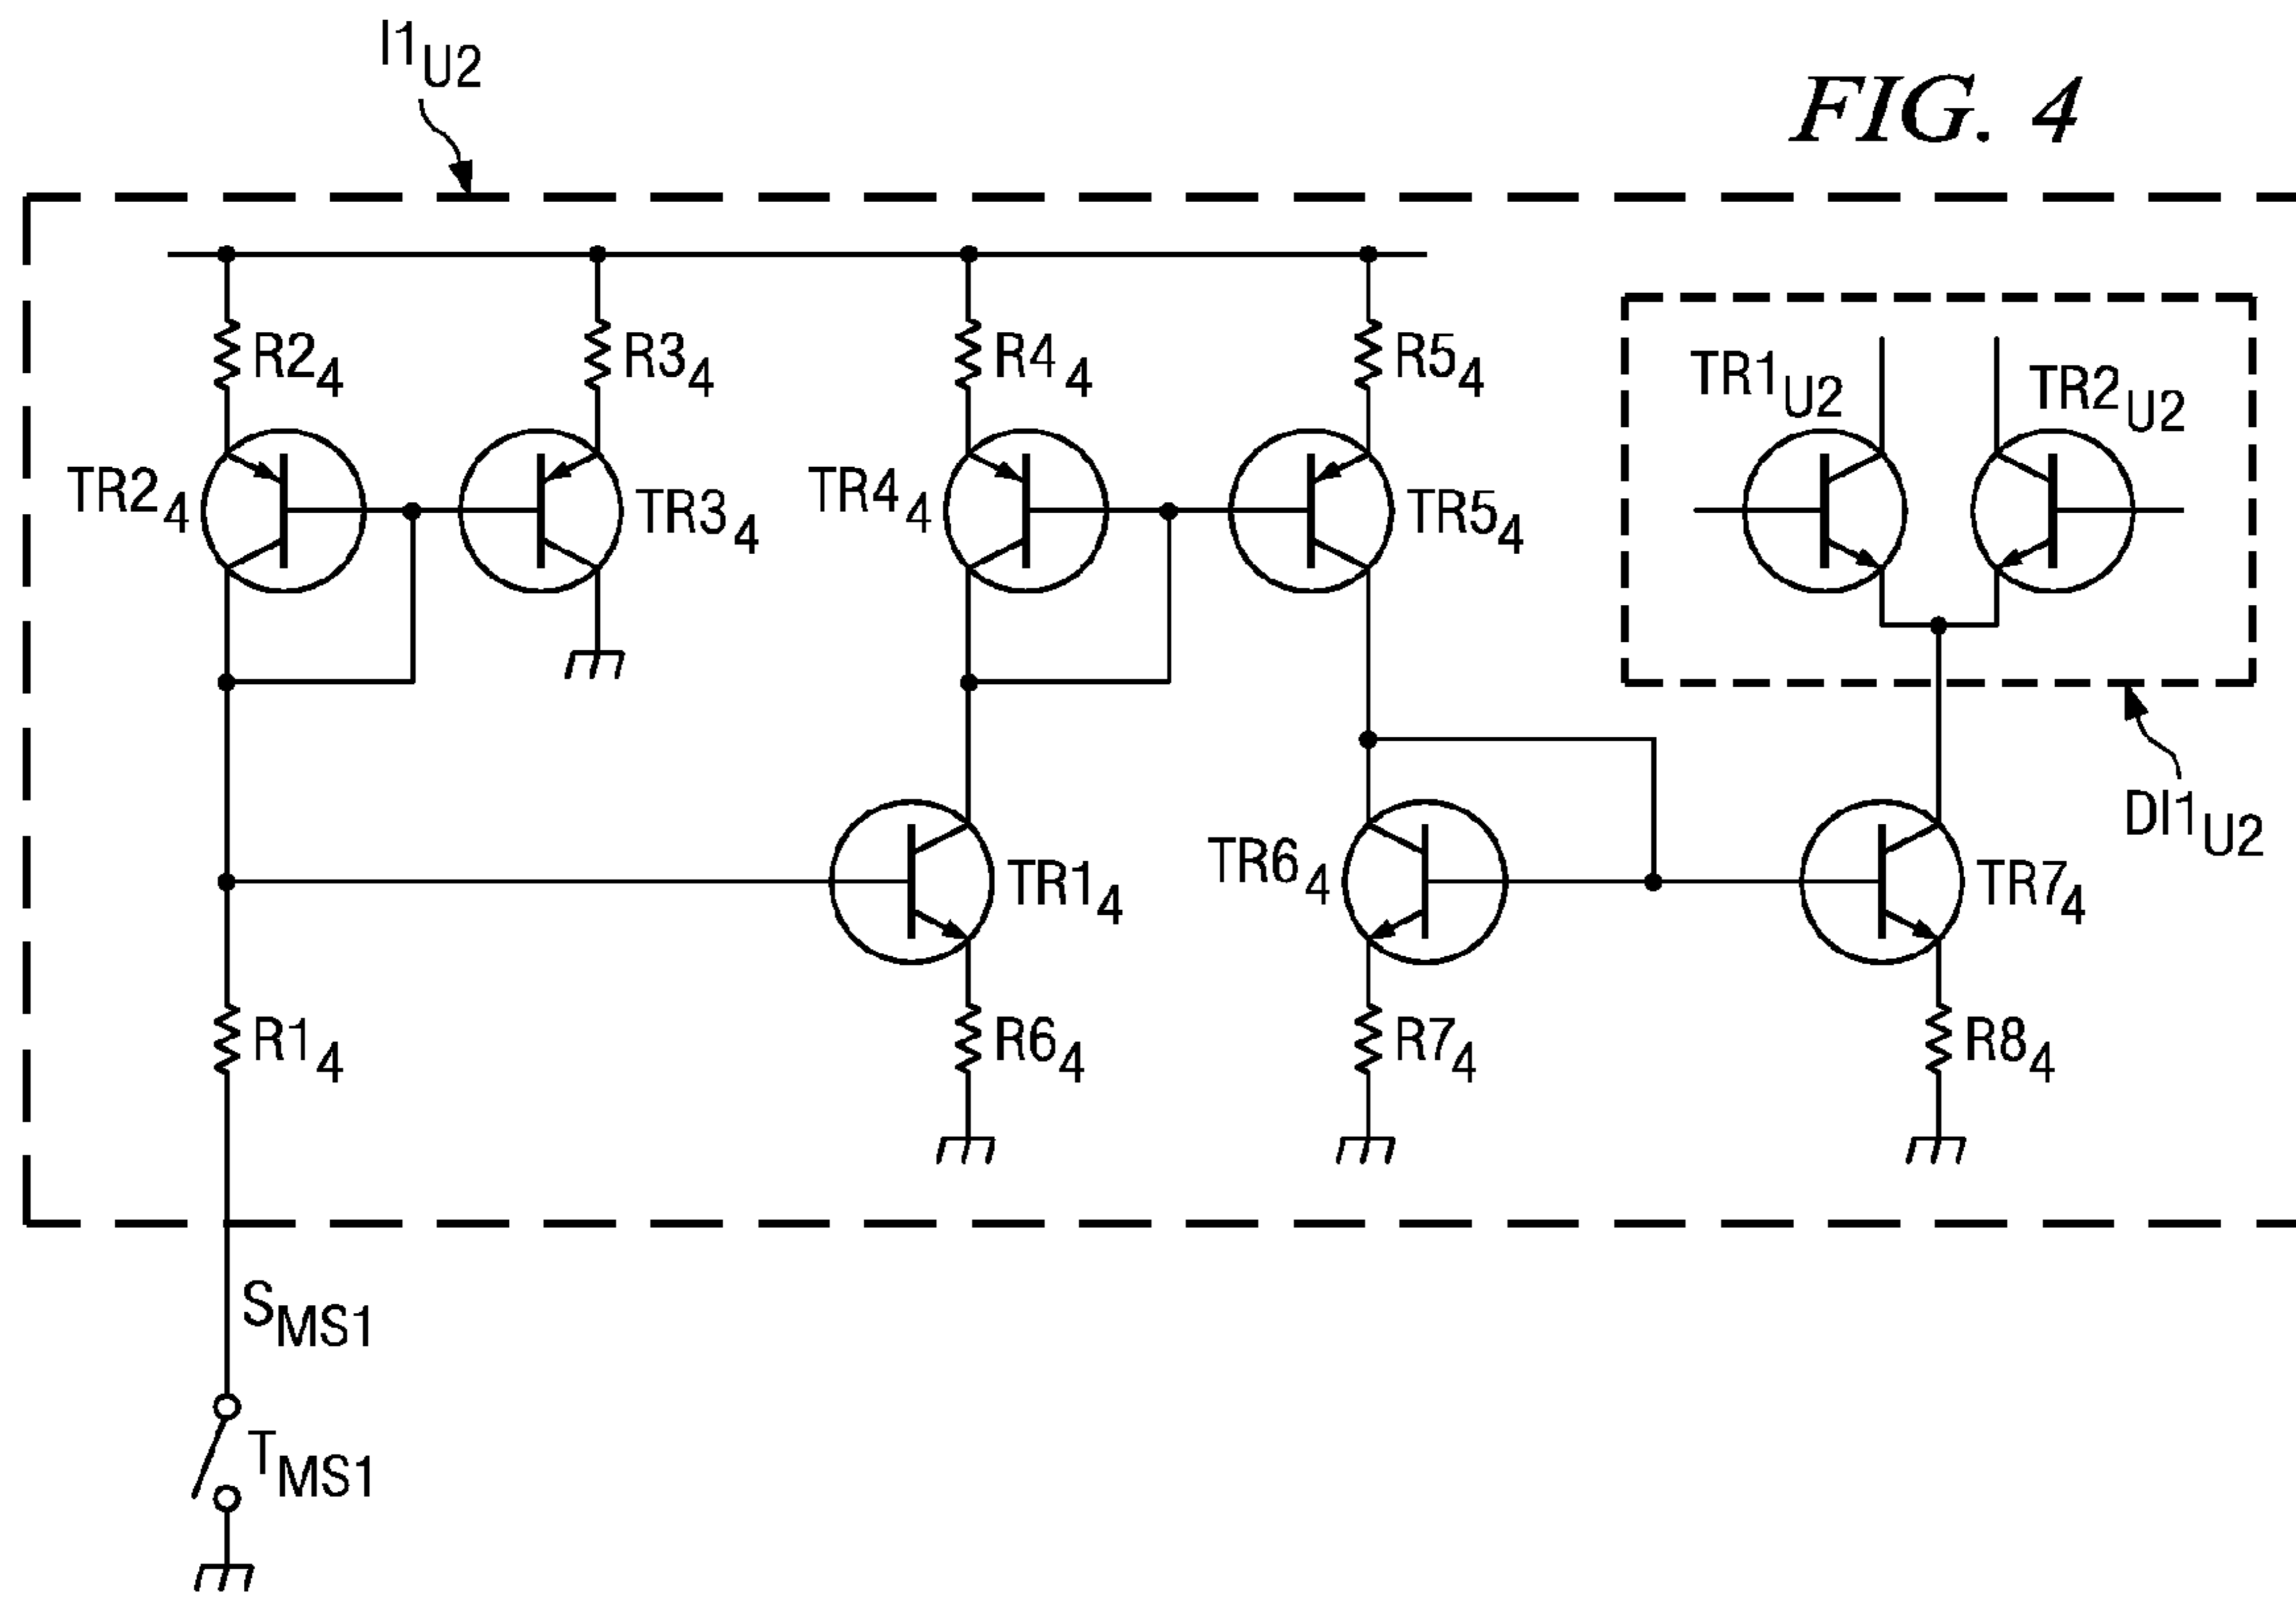 I1U2
FIG. 4
R24
R34
R44
R54
TR1U2
TR2U2
TR24
TR34
TR44
TR54
DI1U2
TR14
TR64
TR74
R14
R64
R74
R84
SMS1
TMS1